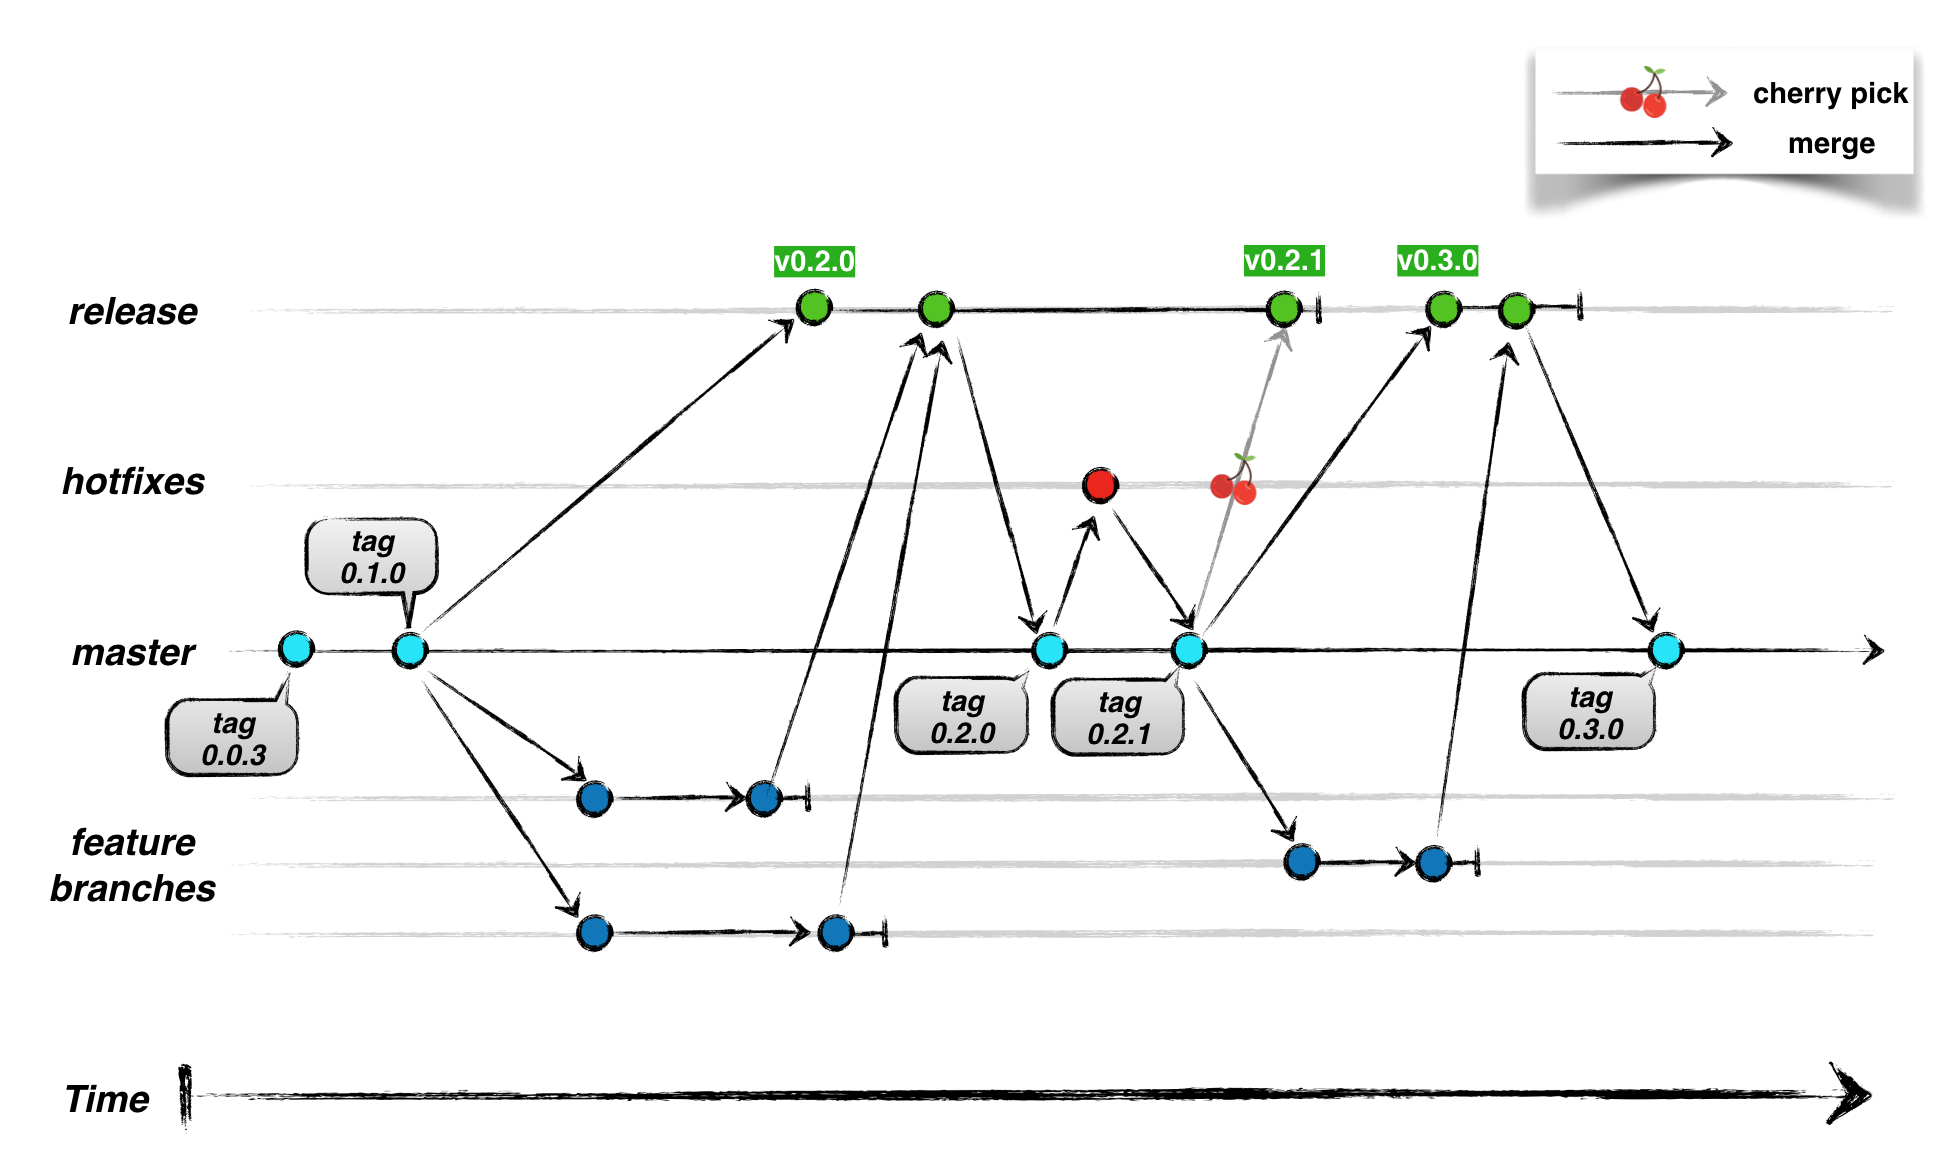 cherry pick
merge
v0.2.0
v0.2.1
v0.3.0
release
hotfixes
tag
0.1.0
master
tag
0.0.3
tag
0.2.0
tag
0.2.1
tag
0.3.0
feature
branches
Time